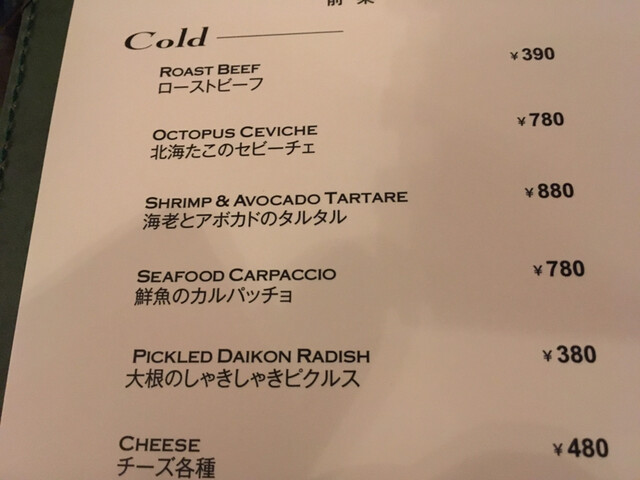 前菜
Cold
ROAST BEEF ¥390
ローストビーフ
OCTOPUS CEVICHE ¥780
北海たこのセビーチェ
SHRIMP & AVOCADO TARTARE ¥880
海老とアボカドのタルタル
SEAFOOD CARPACCIO ¥780
鮮魚のカルパッチョ
PICKLED DAIKON RADISH ¥380
大根のしゃきしゃきピクルス
CHEESE ¥480
チーズ各種